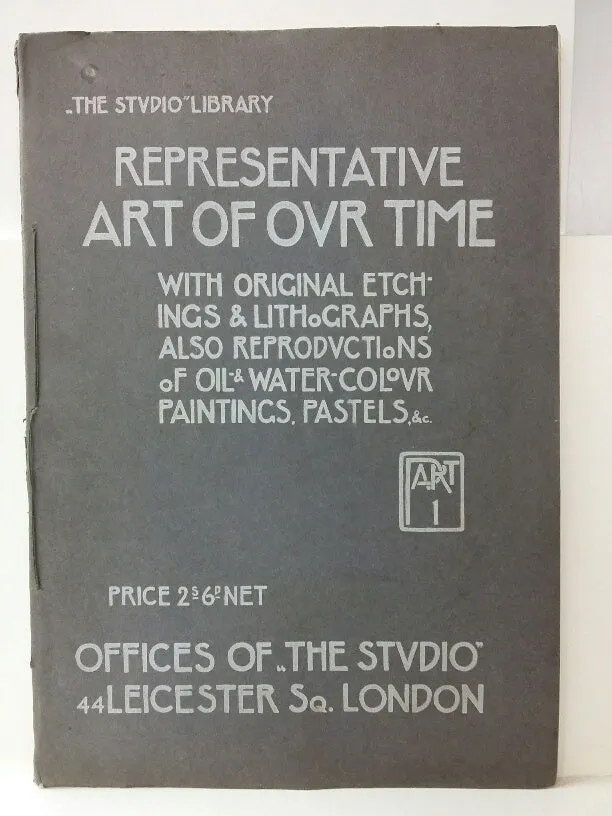 „THE STVDIO” LIBRARY
REPRESENTATIVE
ART OF OVR TIME
WITH ORIGINAL ETCH-
INGS & LITHOGRAPHS,
ALSO REPRODVCTIONS
OF OIL-& WATER-COLOVR
PAINTINGS, PASTELS, &c.
PART
1
PRICE 2S 6D NET
OFFICES OF „THE STVDIO”
44 LEICESTER SQ. LONDON